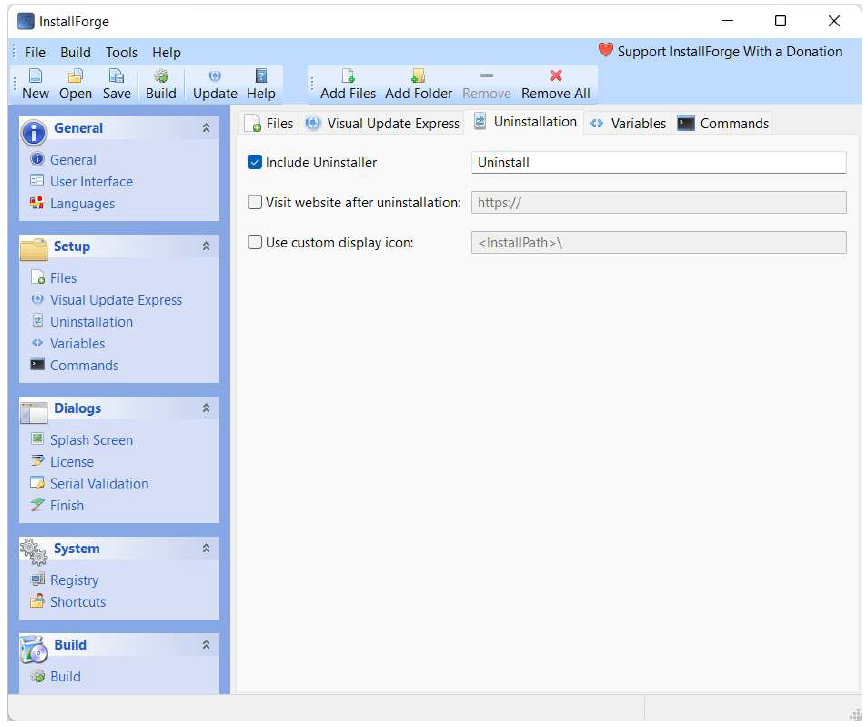 InstallForge
File Build Tools Help
Support InstallForge With a Donation
New Open Save Build Update Help Add Files Add Folder Remove Remove All
General
General
User Interface
Languages
Setup
Files
Visual Update Express
Uninstallation
Variables
Commands
Dialogs
Splash Screen
License
Serial Validation
Finish
System
Registry
Shortcuts
Build
Build
Files Visual Update Express Uninstallation Variables Commands
Include Uninstaller Uninstall
Visit website after uninstallation: https://
Use custom display icon: <InstallPath>\